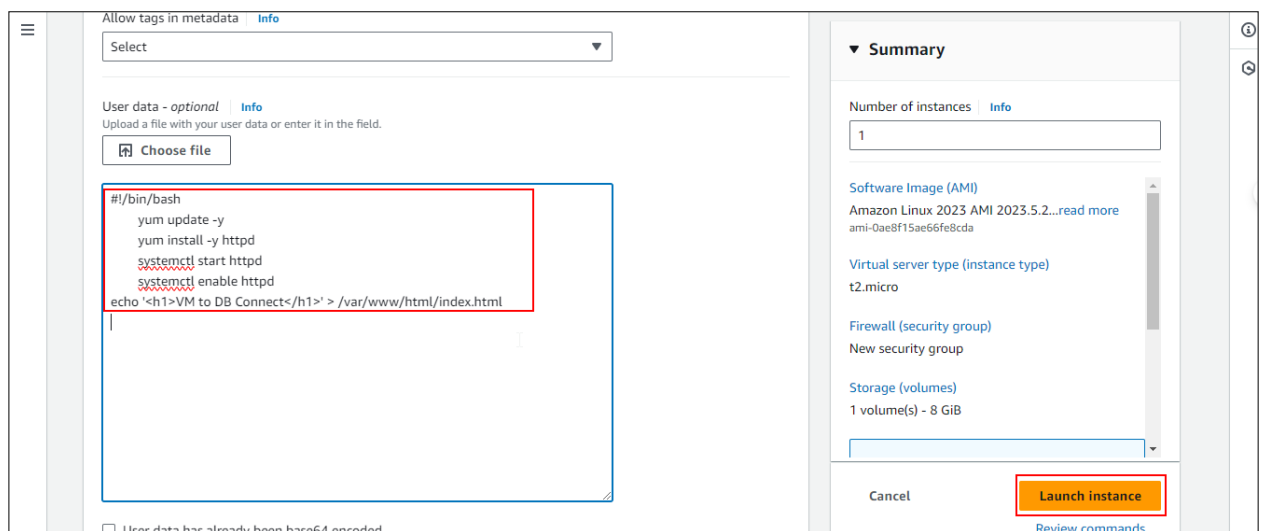 Allow tags in metadata Info
Select
User data - optional Info
Upload a file with your user data or enter it in the field.
Choose file
#!/bin/bash
yum update -y
yum install -y httpd
systemctl start httpd
systemctl enable httpd
echo '<h1>VM to DB Connect</h1>' > /var/www/html/index.html
User data has already been base64 encoded
Summary
Number of instances Info
1
Software Image (AMI)
Amazon Linux 2023 AMI 2023.5.2...read more
ami-0ae8f15ae66fe8cda
Virtual server type (instance type)
t2.micro
Firewall (security group)
New security group
Storage (volumes)
1 volume(s) - 8 GiB
Cancel
Launch instance
Review commands